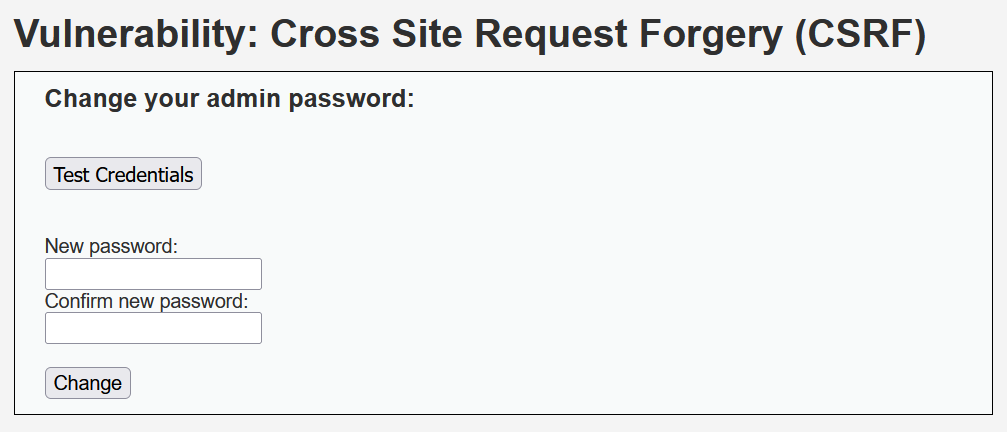 Vulnerability: Cross Site Request Forgery (CSRF)
Change your admin password:
Test Credentials
New password:
Confirm new password:
Change